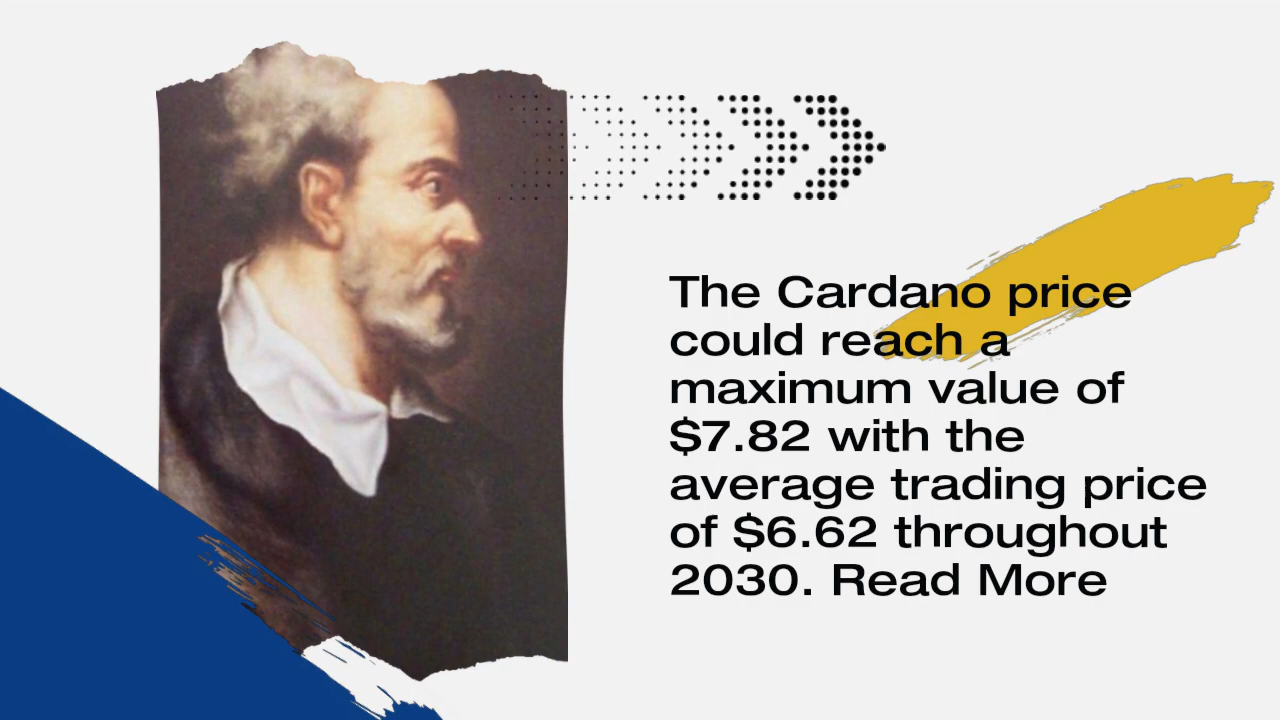 The Cardano price
could reach a
maximum value of
$7.82 with the
average trading price
of $6.62 throughout
2030. Read More